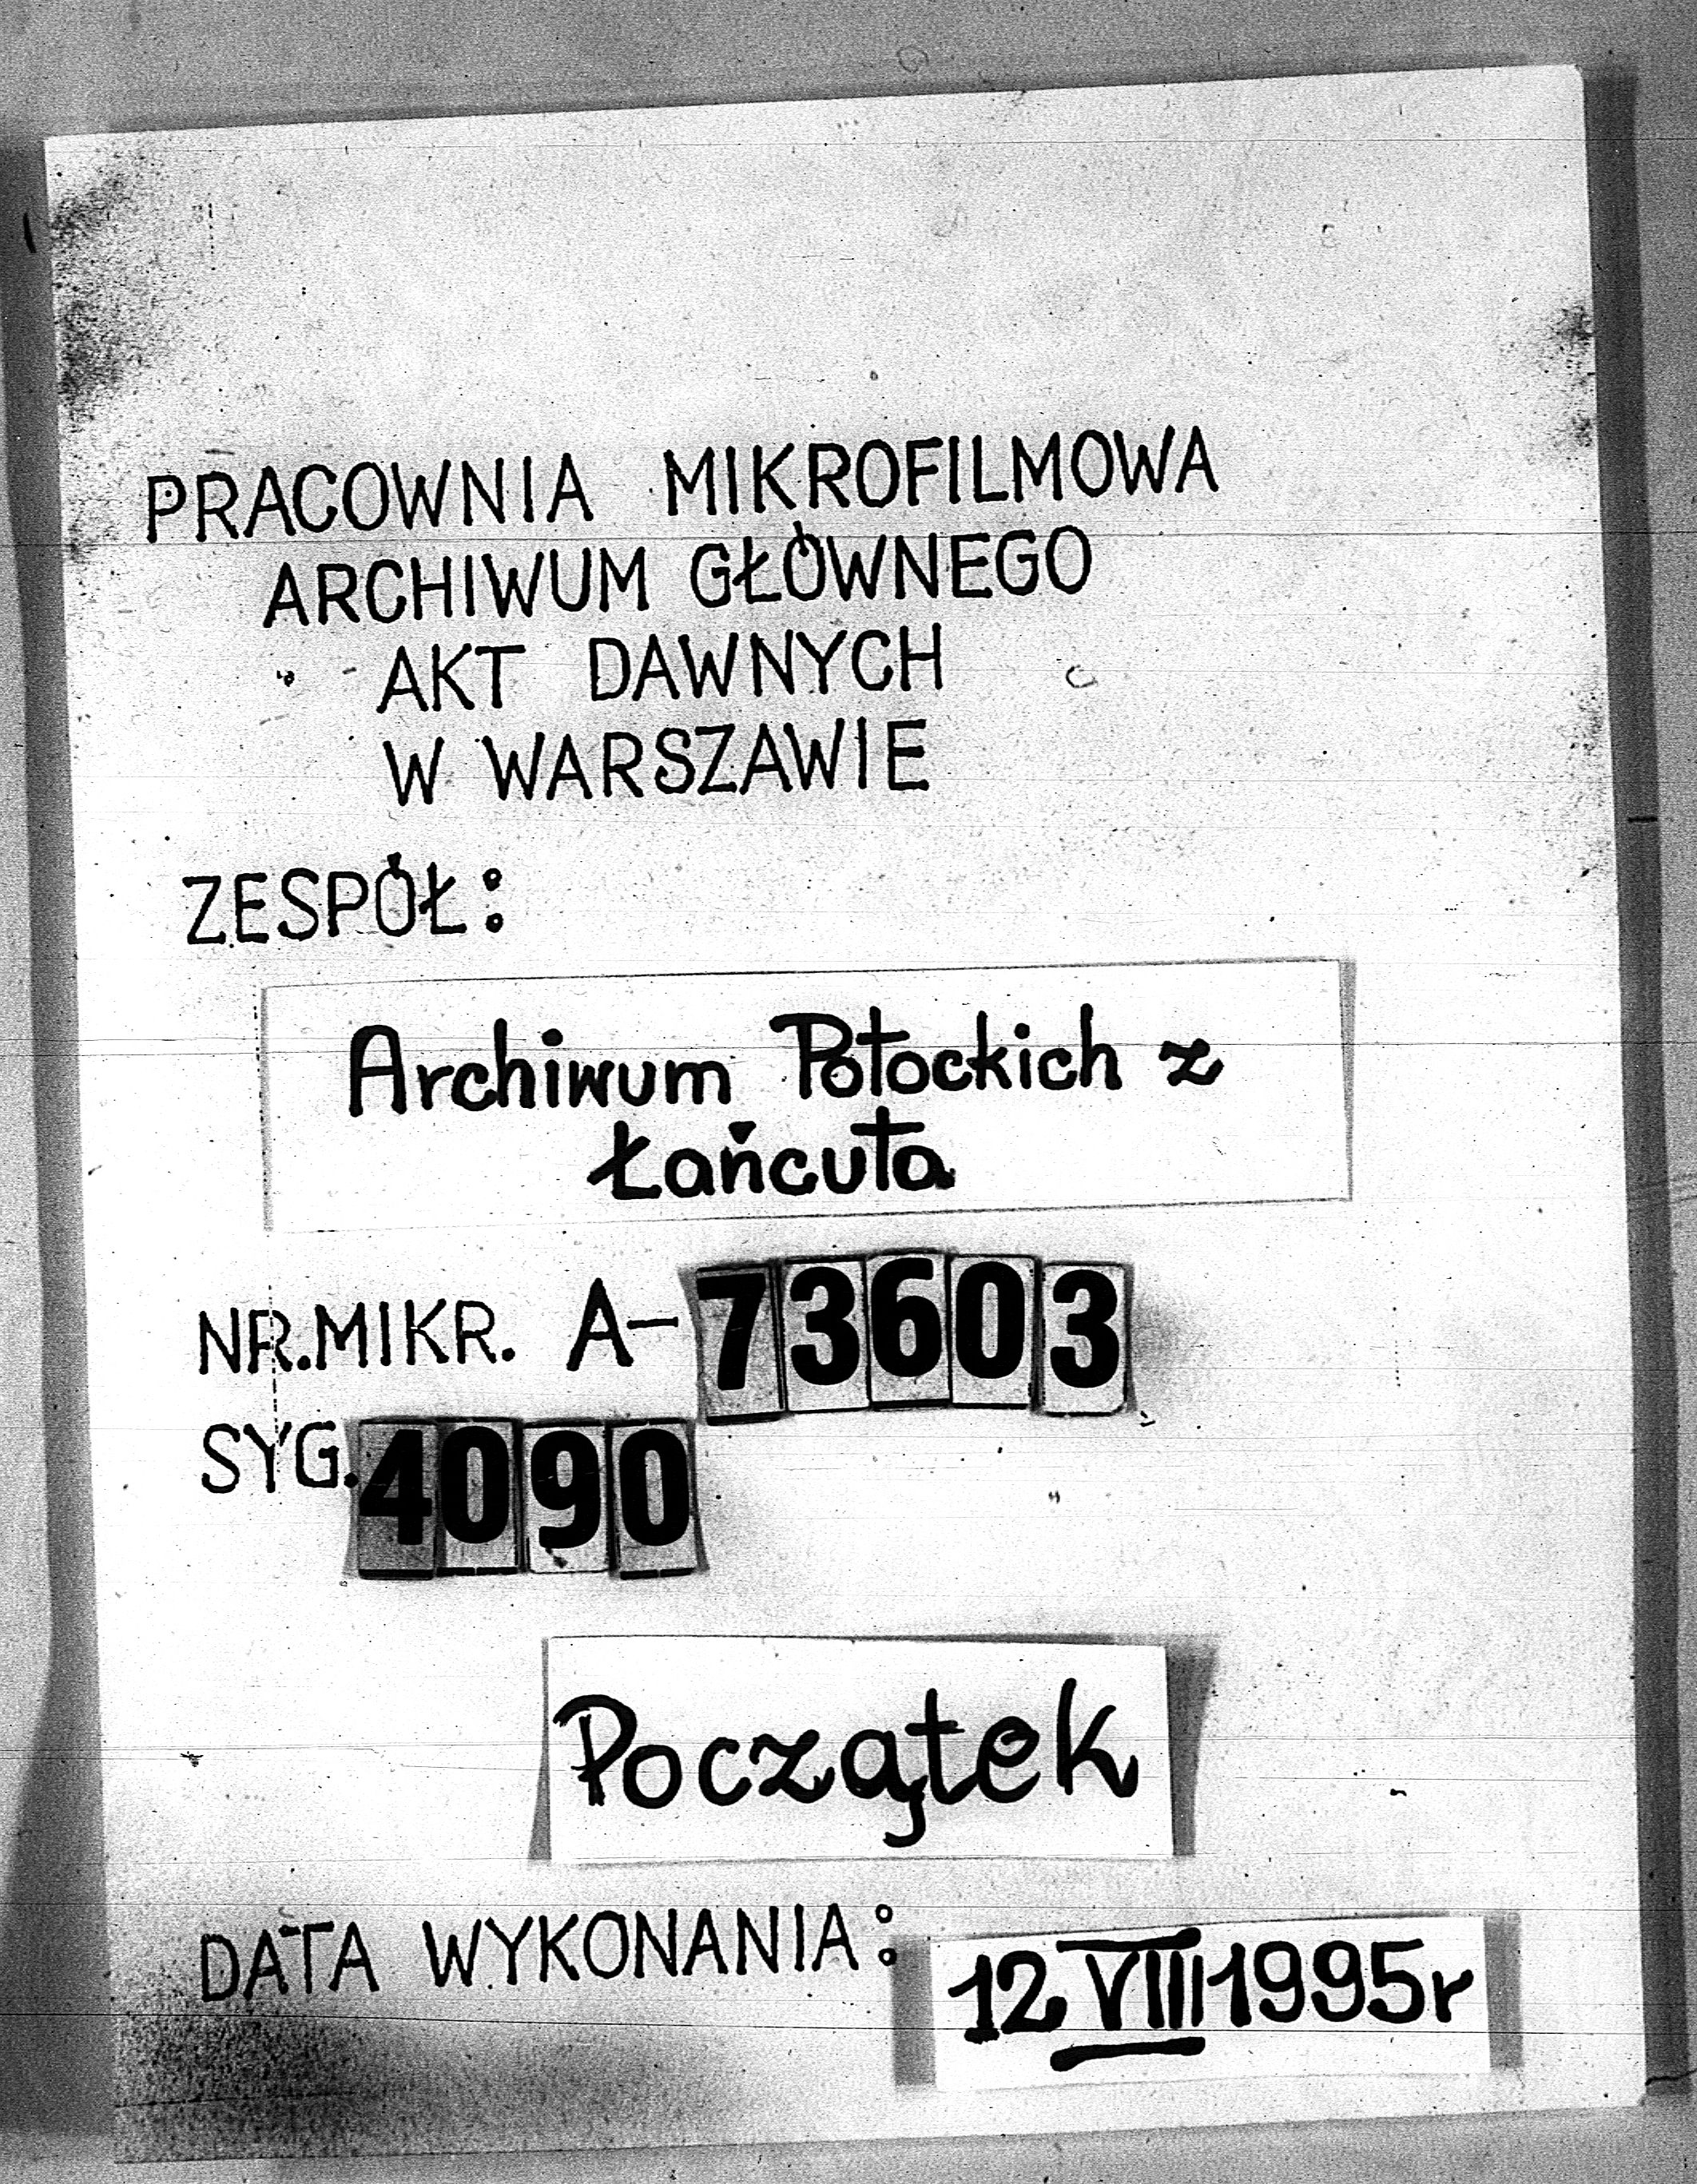 PRACOWNIA MIKROFILMOWA
ARCHIWUM GŁÓWNEGO
AKT DAWNYCH
W WARSZAWIE
ZESPÓŁ:
Archiwum Potockich z
Łańcuta
NR.MIKR. A-73603
SYG. 4090
Początek
DATA WYKONANIA: 12 VIII 1995r